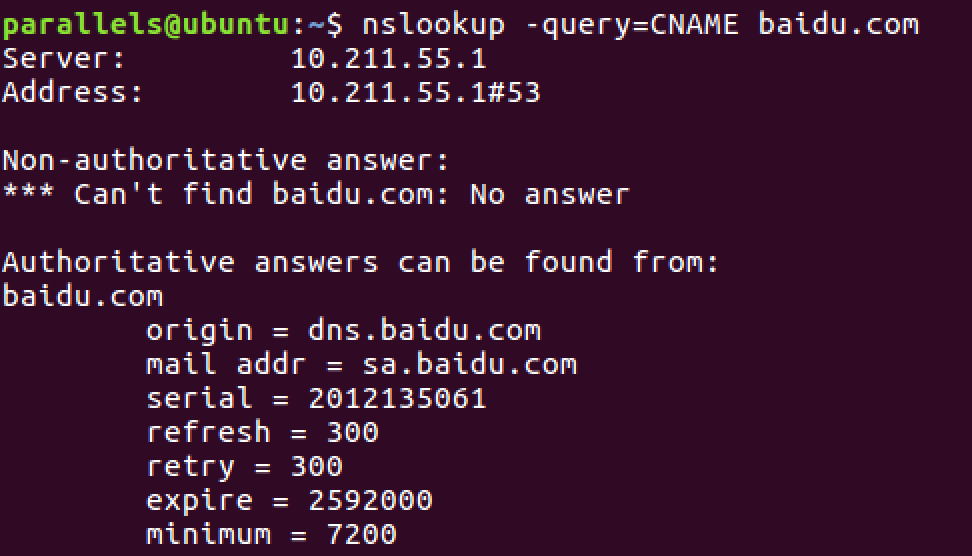 parallels@ubuntu:~$ nslookup -query=CNAME baidu.com
Server:         10.211.55.1
Address:        10.211.55.1#53

Non-authoritative answer:
*** Can't find baidu.com: No answer

Authoritative answers can be found from:
baidu.com
        origin = dns.baidu.com
        mail addr = sa.baidu.com
        serial = 2012135061
        refresh = 300
        retry = 300
        expire = 2592000
        minimum = 7200